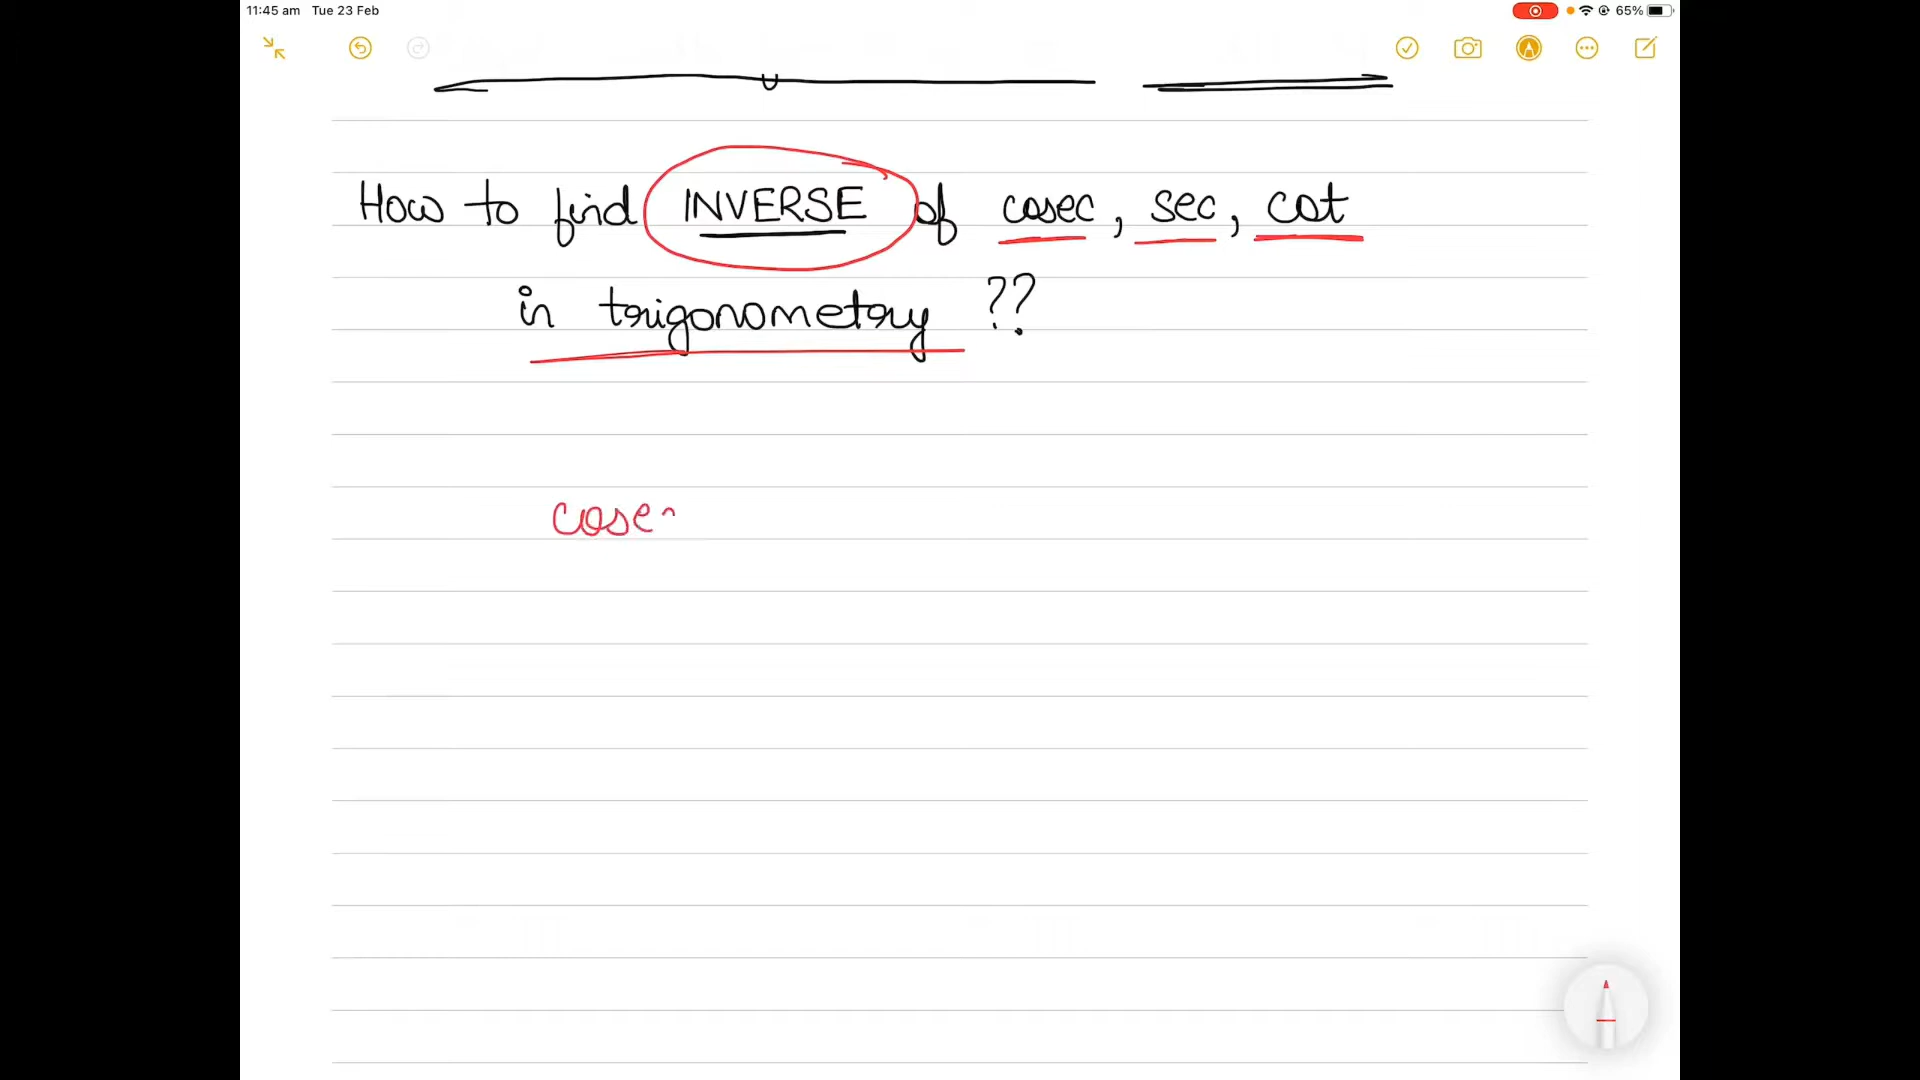 11:45 am Tue 23 Feb
65%
How to find INVERSE of cosec, sec, cot
in trigonometry ??
cose